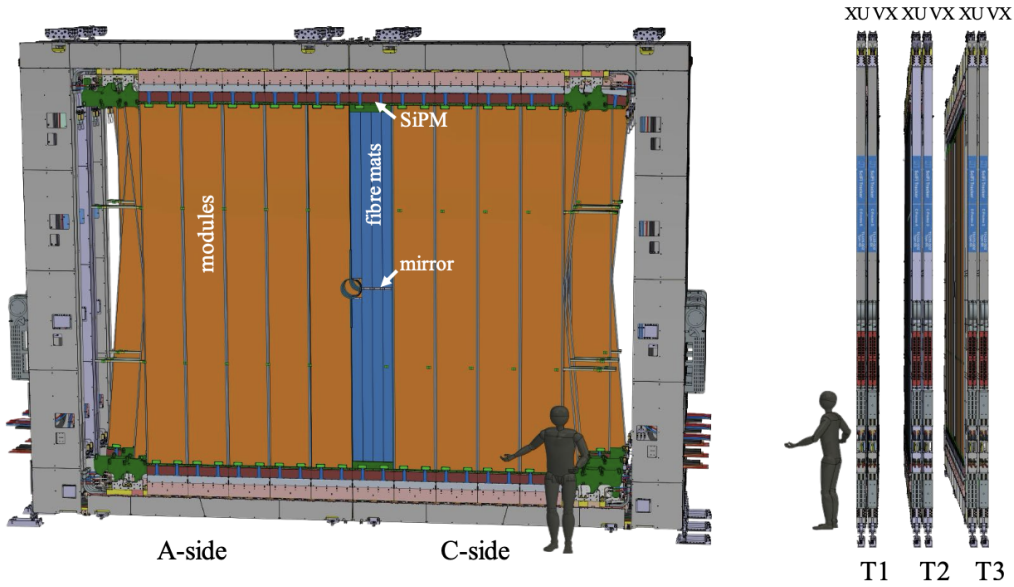 XU VX XU VX XU VX
SiPM
fibre mats
modules
mirror
A-side
C-side
T1
T2
T3